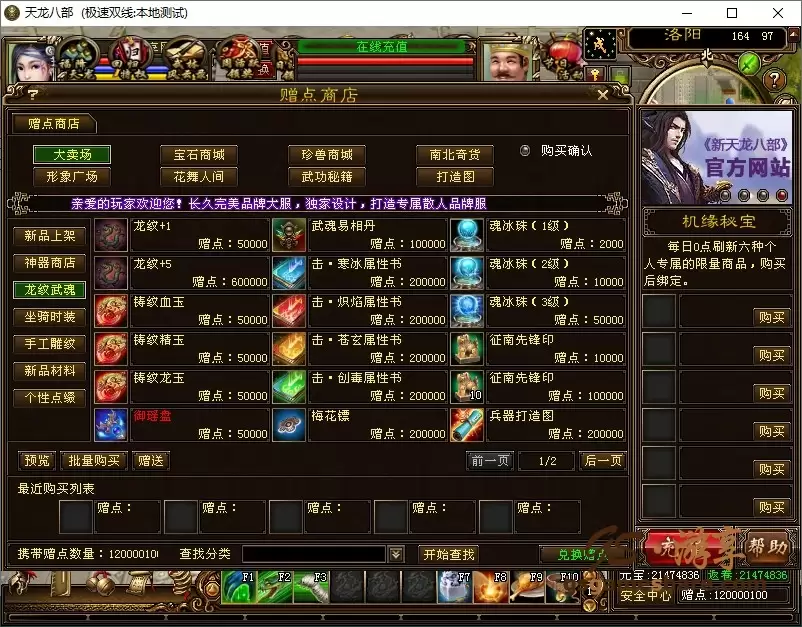 天龙八部 (极速双线:本地测试)
在线充值
洛阳 164 97
北
赠点商店
赠点商店
大卖场 宝石商城 珍兽商城 南北奇货 购买确认
形象广场 花舞人间 武功秘籍 打造图
亲爱的玩家欢迎您！长久完美品牌大服，独家设计，打造专属散人品牌服
新品上架
神器商店
龙纹武魂
坐骑时装
手工雕纹
新品材料
个性点缀
龙纹+1 赠点：50000
武魂易相丹 赠点：100000
魂冰珠（1级） 赠点：2000
龙纹+5 赠点：600000
击·寒冰属性书 赠点：200000
魂冰珠（2级） 赠点：10000
铸纹血玉 赠点：50000
击·炽焰属性书 赠点：200000
魂冰珠（3级） 赠点：50000
铸纹精玉 赠点：50000
击·苍玄属性书 赠点：200000
征南先锋印 赠点：10000
铸纹龙玉 赠点：50000
击·创毒属性书 赠点：200000
征南先锋印 赠点：100000
10
御瑶盘 赠点：50000
梅花镖 赠点：200000
兵器打造图 赠点：200000
预览 批量购买 赠送 前一页 1/2 后一页
最近购买列表
赠点： 赠点： 赠点： 赠点： 赠点：
携带赠点数量：1200001 查找分类 开始查找 兑换赠点
《新天龙八部》
官方网站
机缘秘宝
每日0点刷新六种个
人专属的限量商品，购买
后绑定。
购买
购买
购买
购买
购买
购买
帮助
F1 F2 F3 F7 F8 F9 F10
元宝:21474836
安全中心 赠点:120000100